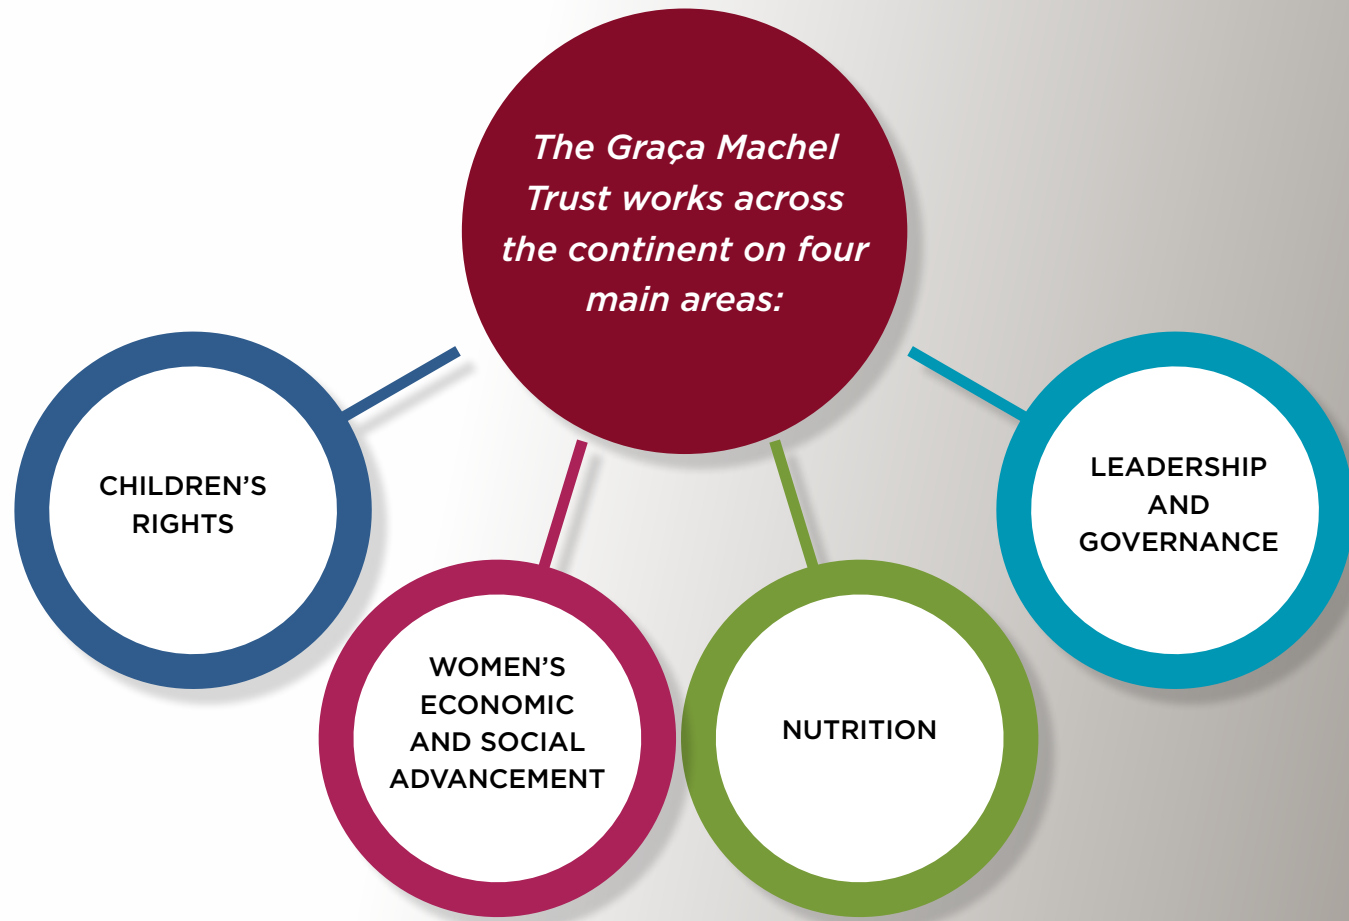 The Graça Machel
Trust works across
the continent on four
main areas:
CHILDREN’S
RIGHTS
WOMEN’S
ECONOMIC
AND SOCIAL
ADVANCEMENT
NUTRITION
LEADERSHIP
AND
GOVERNANCE